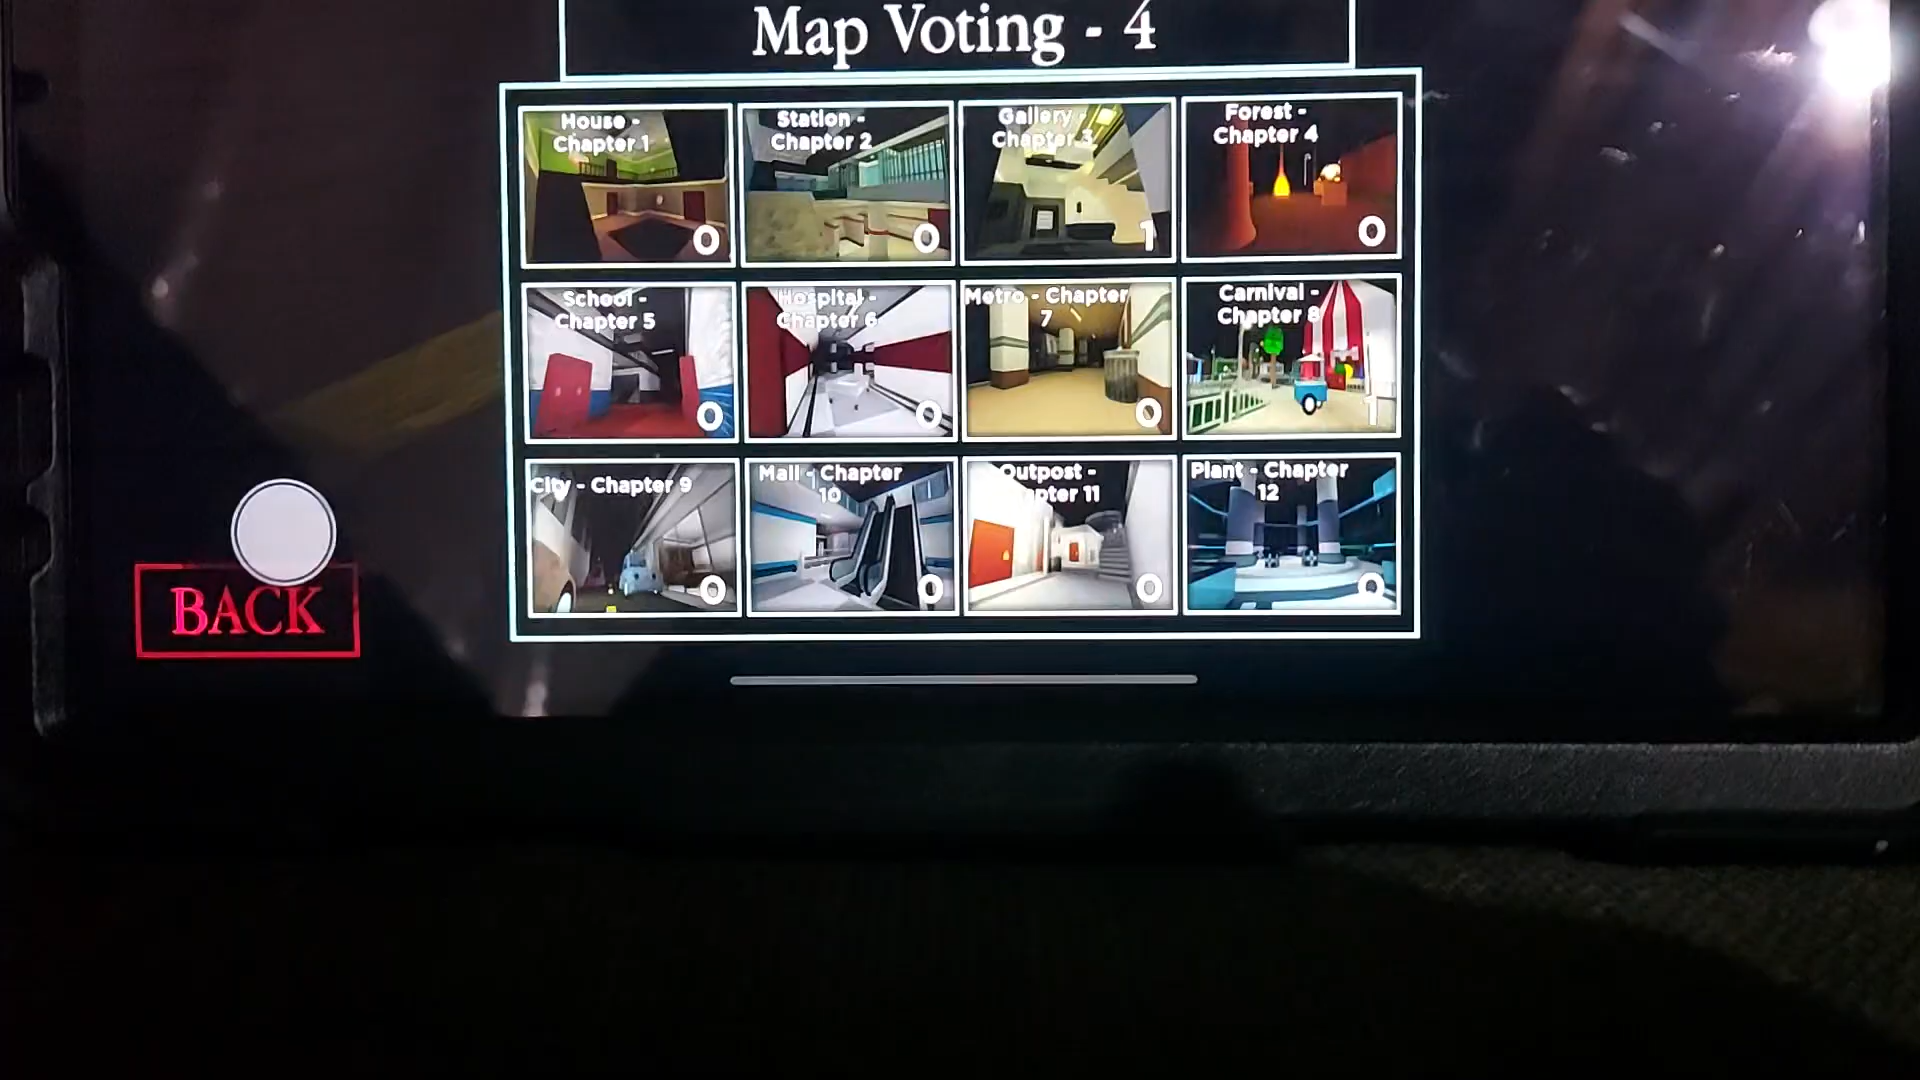 Map Voting - 4
House -
Chapter 1
0
Station -
Chapter 2
0
Gallery -
Chapter 3
1
Forest -
Chapter 4
0
School -
Chapter 5
0
Hospital -
Chapter 6
0
Metro - Chapter
7
0
Carnival -
Chapter 8
1
City - Chapter 9
0
Mall - Chapter
10
0
Outpost -
Chapter 11
0
Plant - Chapter
12
0
BACK